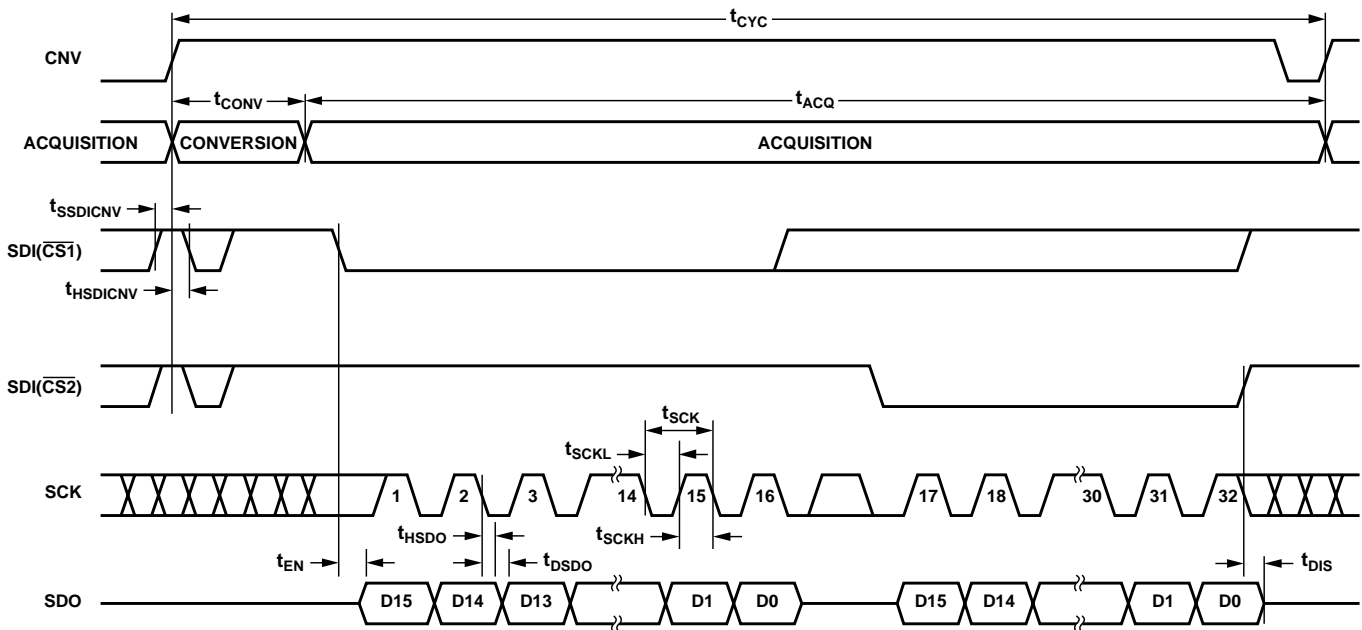 tCYC
CNV
tCONV
tACQ
ACQUISITION CONVERSION ACQUISITION
tSSDICNV
SDI(CS1)
tHSDICNV
SDI(CS2)
tSCK
tSCKL
SCK 1 2 3 14 15 16 17 18 30 31 32
tHSDO
tSCKH
tEN
tDSDO
tDIS
SDO D15 D14 D13 D1 D0 D15 D14 D1 D0